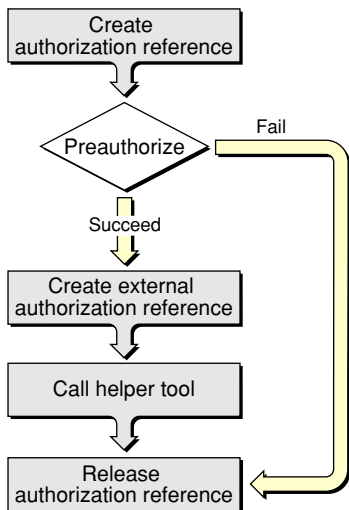 Create
authorization reference
Preauthorize
Fail
Succeed
Create external
authorization reference
Call helper tool
Release
authorization reference